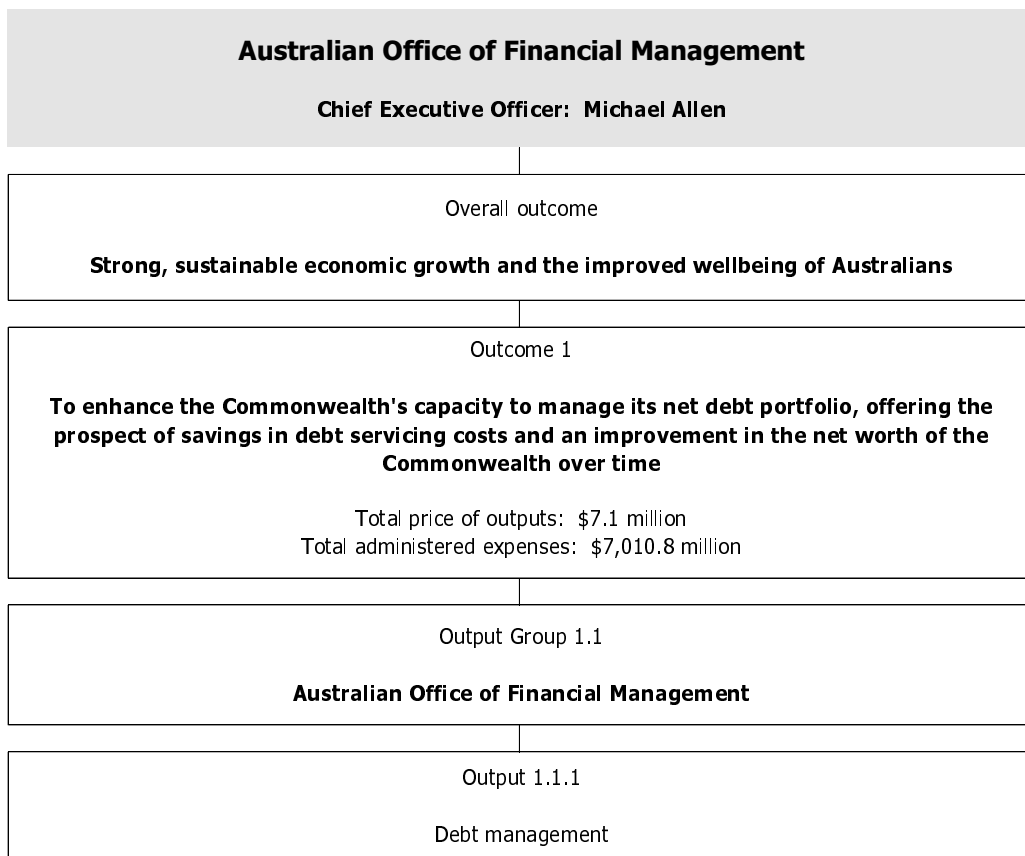 Australian Office of Financial Management
Chief Executive Officer: Michael Allen
Overall outcome
Strong, sustainable economic growth and the improved wellbeing of Australians
Outcome 1
To enhance the Commonwealth's capacity to manage its net debt portfolio, offering the
prospect of savings in debt servicing costs and an improvement in the net worth of the
Commonwealth over time
Total price of outputs: $7.1 million
Total administered expenses: $7,010.8 million
Output Group 1.1
Australian Office of Financial Management
Output 1.1.1
Debt management